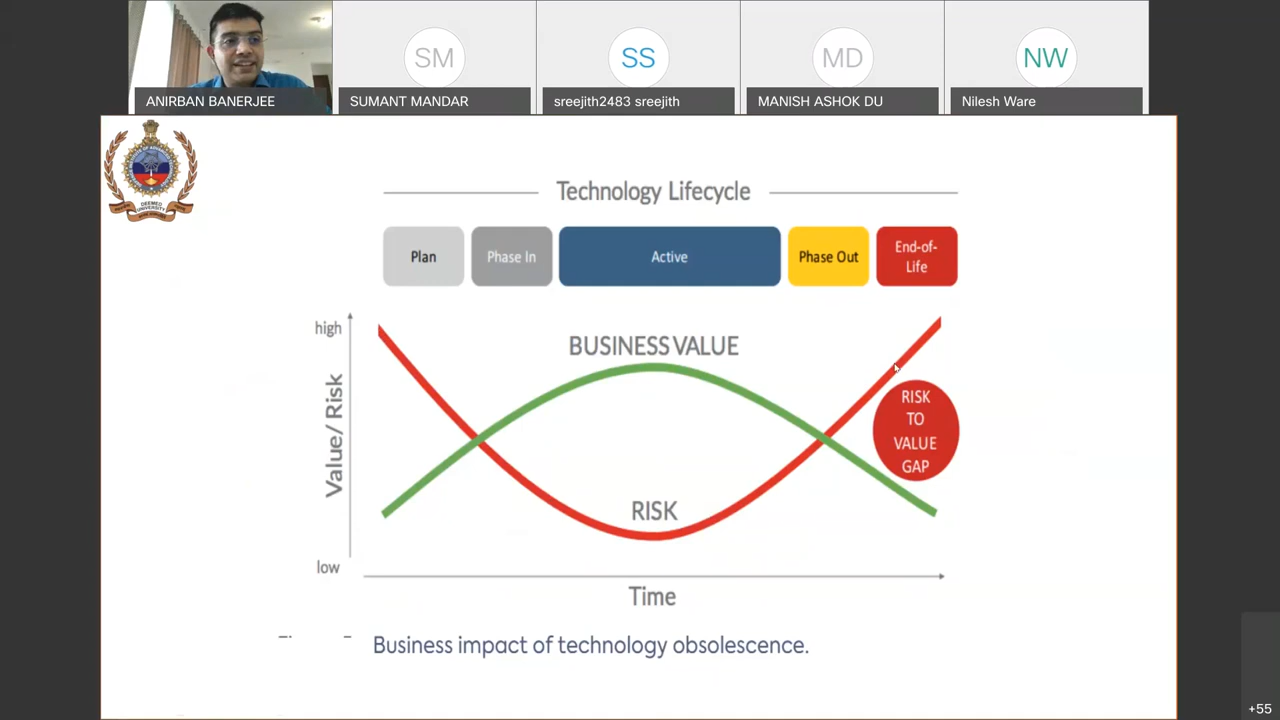 SM
SS
MD
NW
ANIRBAN BANERJEE
SUMANT MANDAR
sreejith2483 sreejith
MANISH ASHOK DU
Nilesh Ware
DEEMED
UNIVERSITY
Technology Lifecycle
Plan
Phase In
Active
Phase Out
End-of-
Life
high
BUSINESS VALUE
Value/ Risk
RISK
TO
VALUE
GAP
RISK
low
Time
Business impact of technology obsolescence.
+55